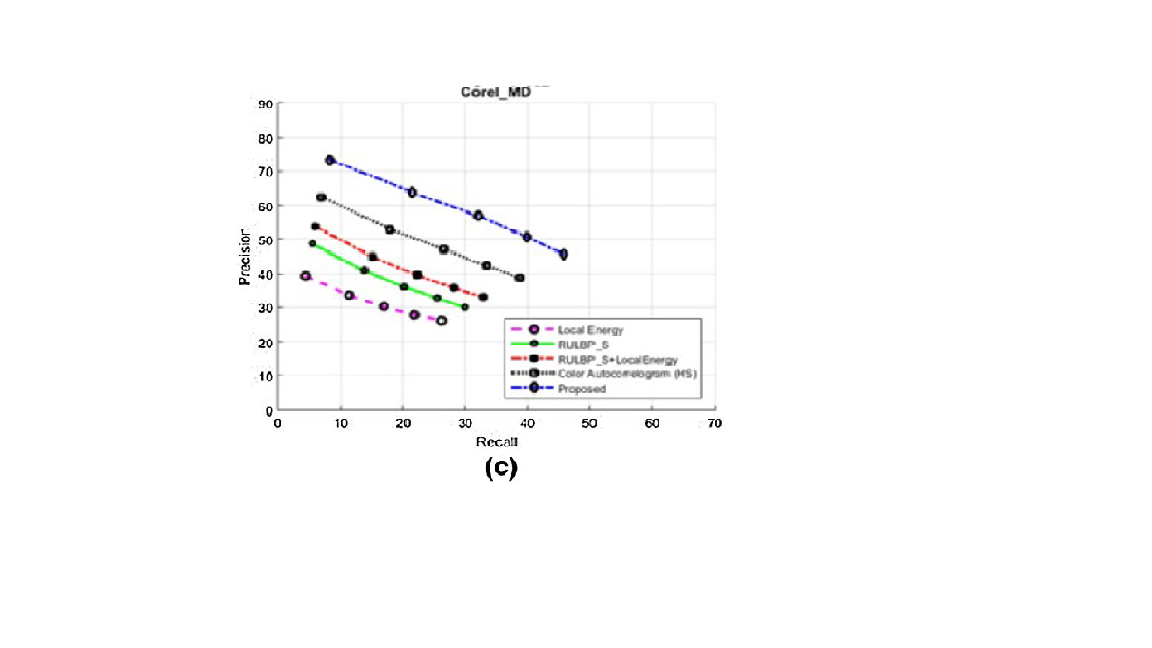 Corel_MD
90
80
70
60
50
40
30
20
10
0
Precision
0 10 20 30 40 50 60 70
Recall
Local Energy
RULBP_S
RULBP_S+LocalEnergy
Color Autocorrelogram (HS)
Proposed
(c)